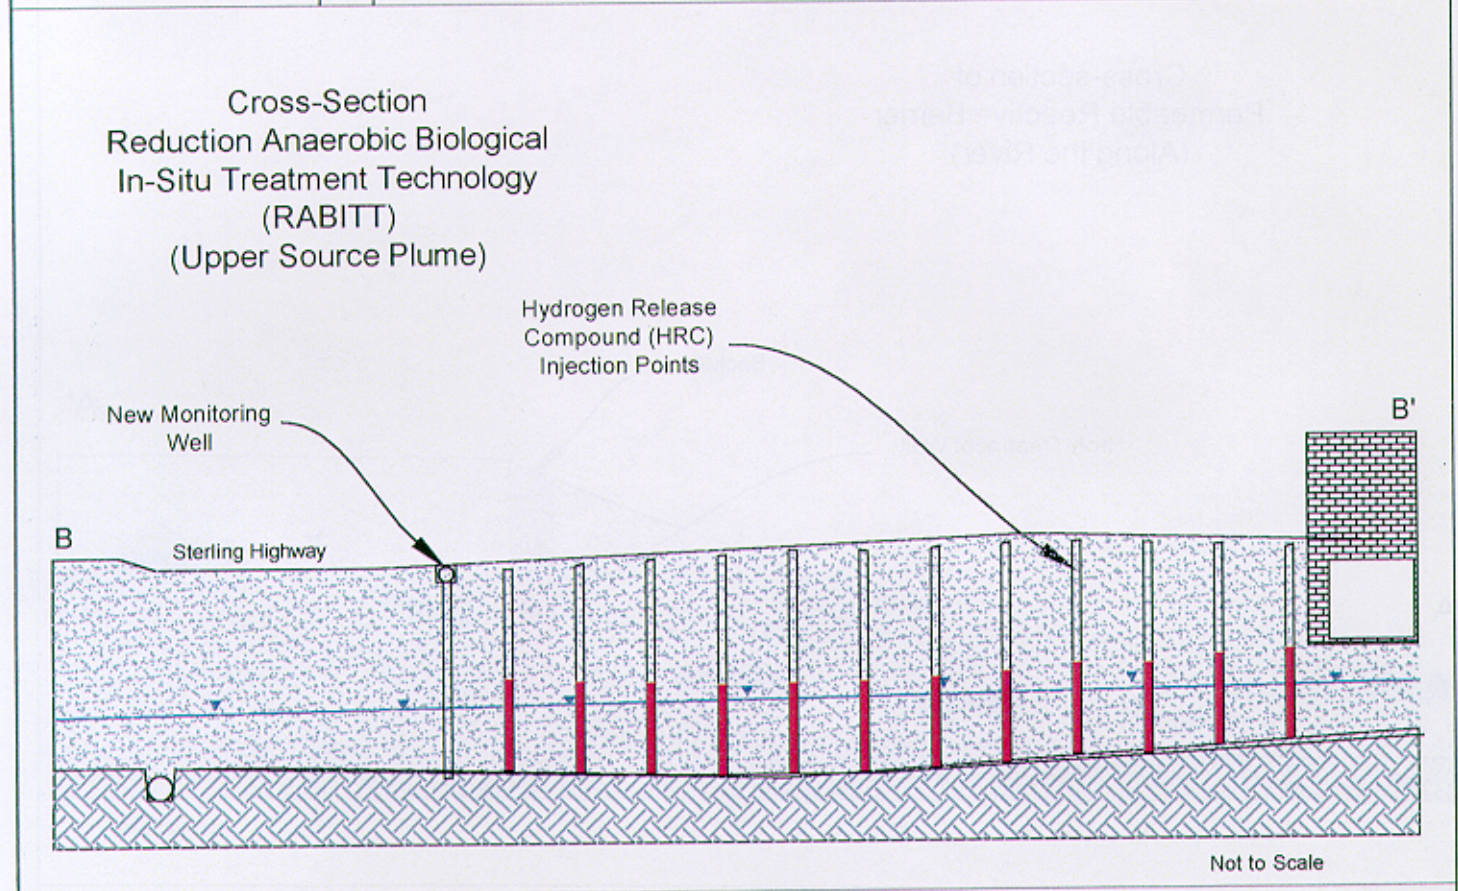 Cross-Section
Reduction Anaerobic Biological
In-Situ Treatment Technology
(RABITT)
(Upper Source Plume)
Hydrogen Release
Compound (HRC)
Injection Points
New Monitoring
Well
B'
B
Sterling Highway
Not to Scale